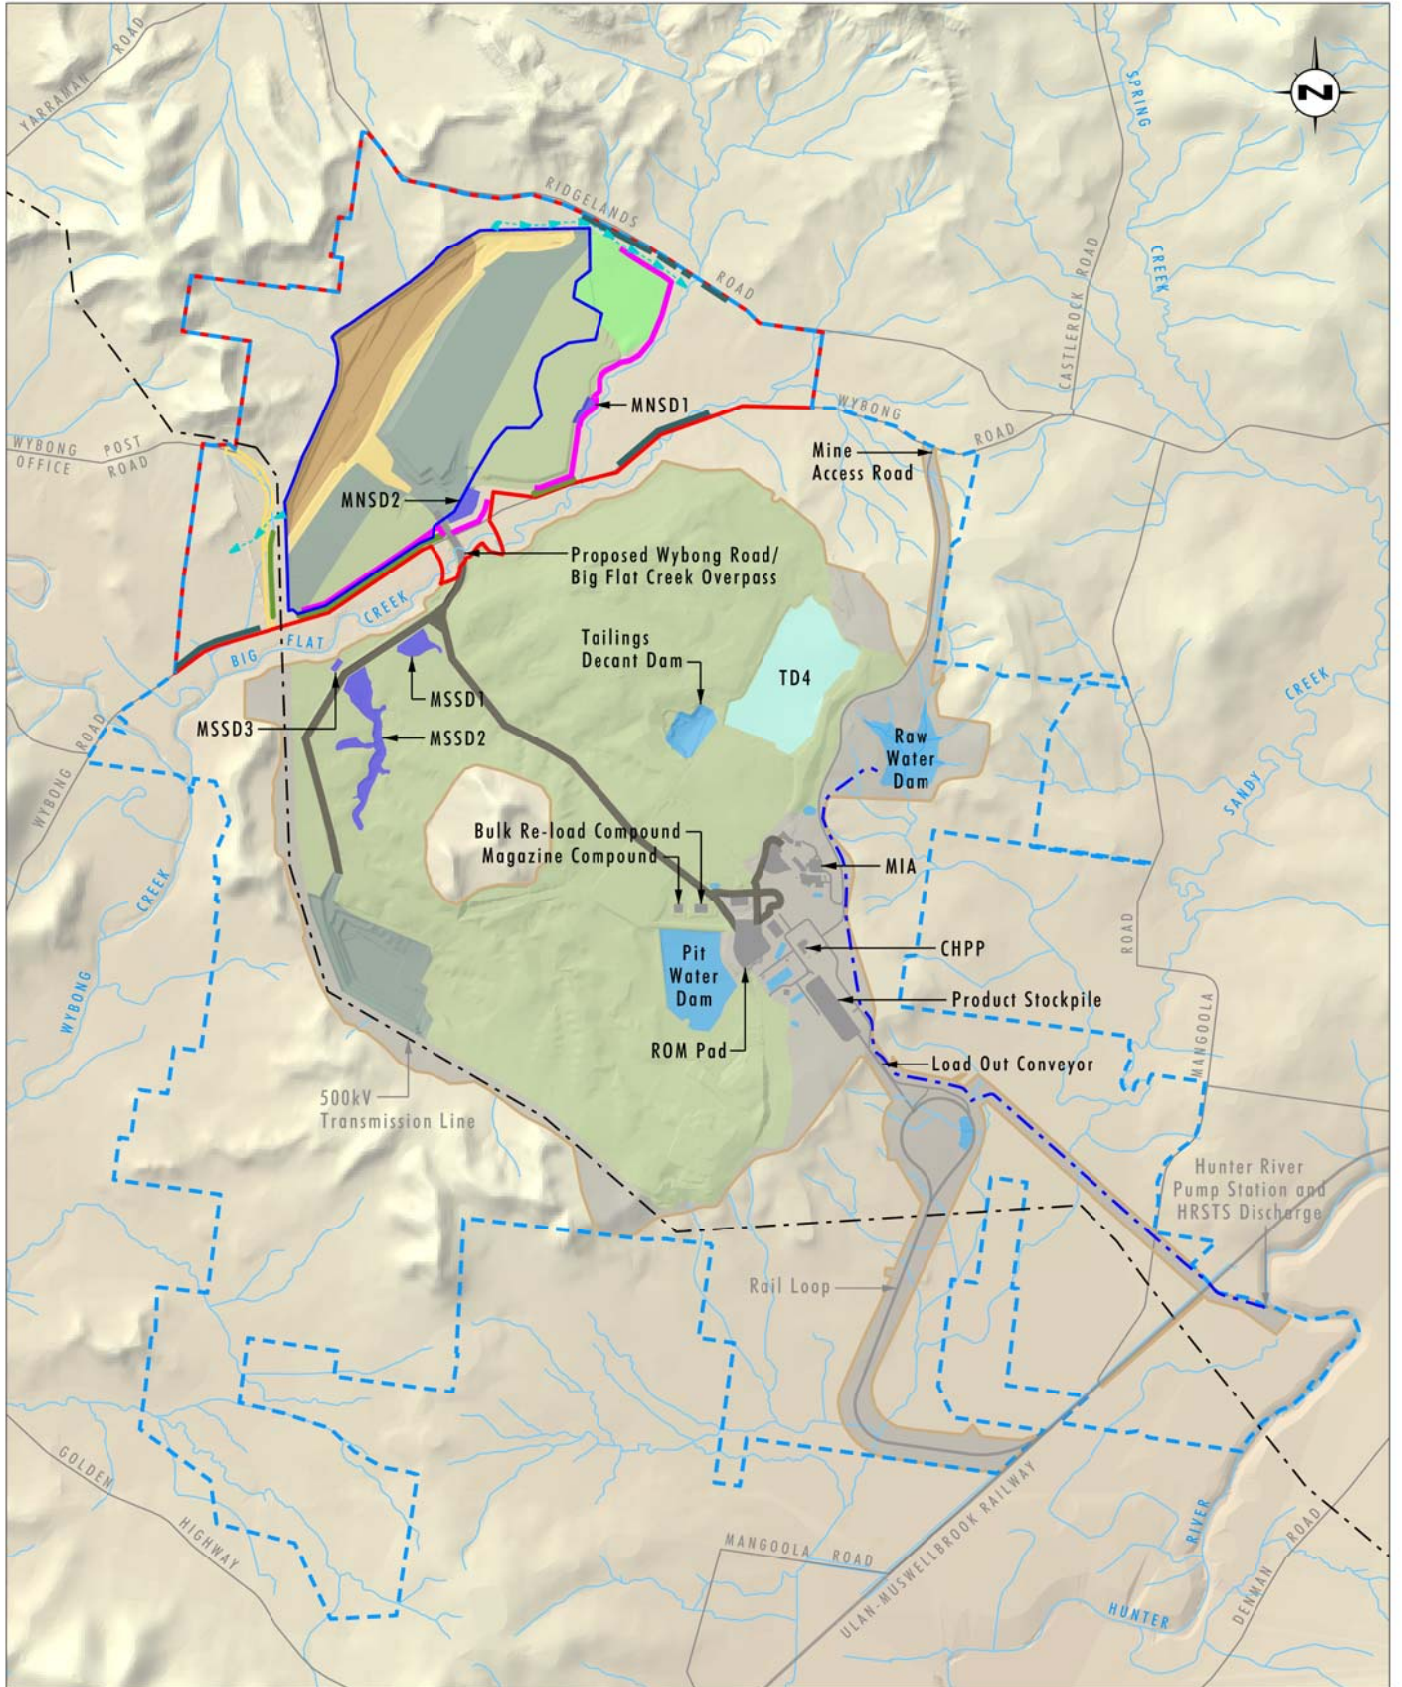 YARRAMAN ROAD
SPRING
CREEK
N
RIDGELANDS
ROAD
CASTLEROCK ROAD
WYBONG
ROAD
MNSD1
WYBONG POST
OFFICE ROAD
Mine
Access Road
MNSD2
Proposed Wybong Road/
Big Flat Creek Overpass
BIG FLAT CREEK
Tailings
Decant Dam
TD4
MSSD1
MSSD3
MSSD2
Raw
Water
Dam
SANDY
CREEK
WYBONG ROAD
Bulk Re-load Compound
Magazine Compound
MIA
WYBONG
CREEK
ROAD
MANGOOLA
CHPP
Pit
Water
Dam
Product Stockpile
ROM Pad
Load Out Conveyor
500kV
Transmission Line
Hunter River
Pump Station and
HRSTS Discharge
Rail Loop
GOLDEN
HIGHWAY
MANGOOLA ROAD
ULAN-MUSWELLBROOK RAILWAY
HUNTER
RIVER
DENMAN ROAD